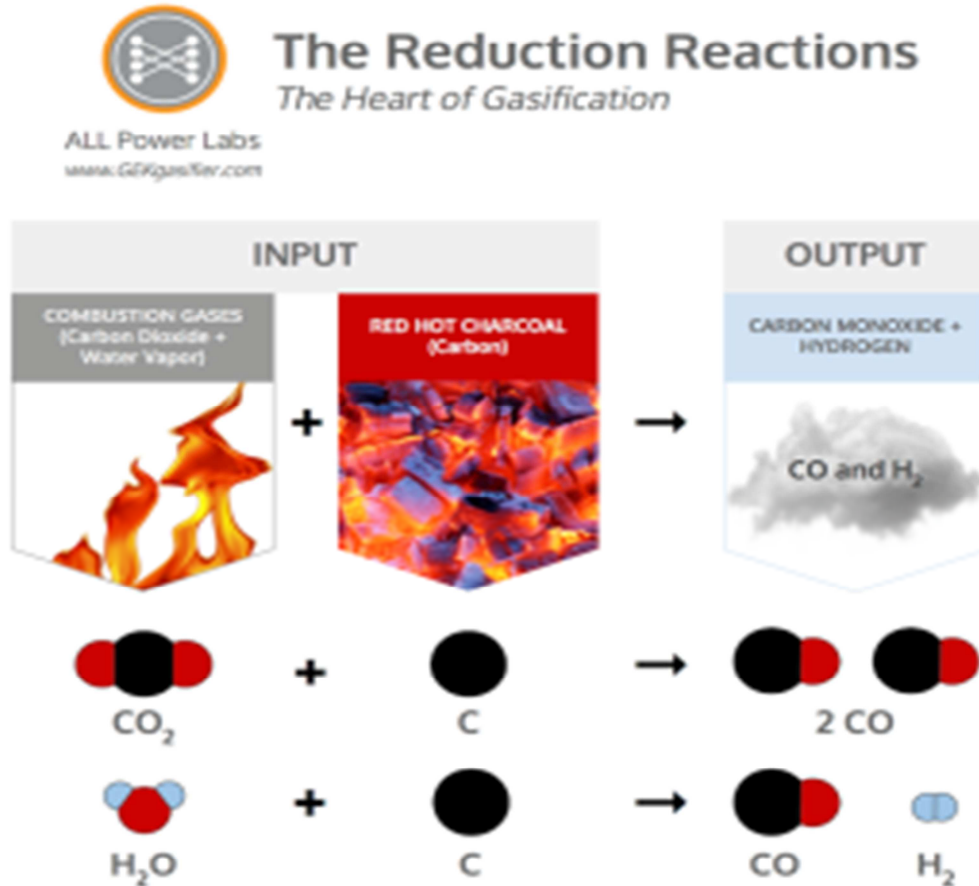 The Reduction Reactions
The Heart of Gasification
ALL Power Labs
www.GEKgasifier.com
INPUT
OUTPUT
COMBUSTION GASES
(Carbon Dioxide +
Water Vapor)
RED HOT CHARCOAL
(Carbon)
CARBON MONOXIDE +
HYDROGEN
+
→
CO and H₂
+
→
CO₂
C
2 CO
+
→
H₂O
C
CO
H₂